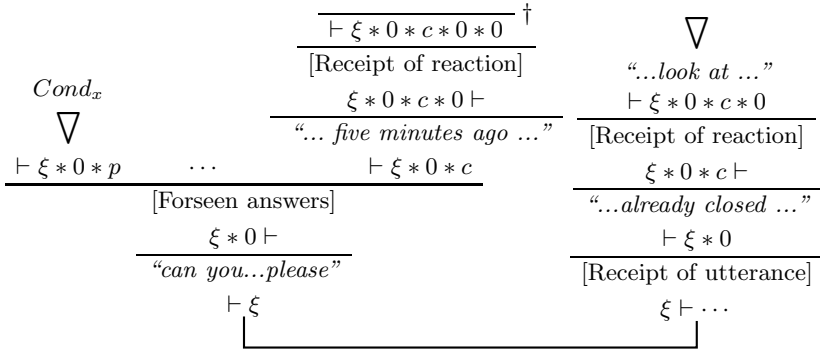 †
⊢ ξ ∗ 0 ∗ c ∗ 0 ∗ 0
[Receipt of reaction]
ξ ∗ 0 ∗ c ∗ 0 ⊢
“... five minutes ago ...”
Cond_x
⊢ ξ ∗ 0 ∗ p ⋯ ⊢ ξ ∗ 0 ∗ c
[Forseen answers]
ξ ∗ 0 ⊢
“can you...please”
⊢ ξ
“...look at ...”
⊢ ξ ∗ 0 ∗ c ∗ 0
[Receipt of reaction]
ξ ∗ 0 ∗ c ⊢
“...already closed ...”
⊢ ξ ∗ 0
[Receipt of utterance]
ξ ⊢ ⋯